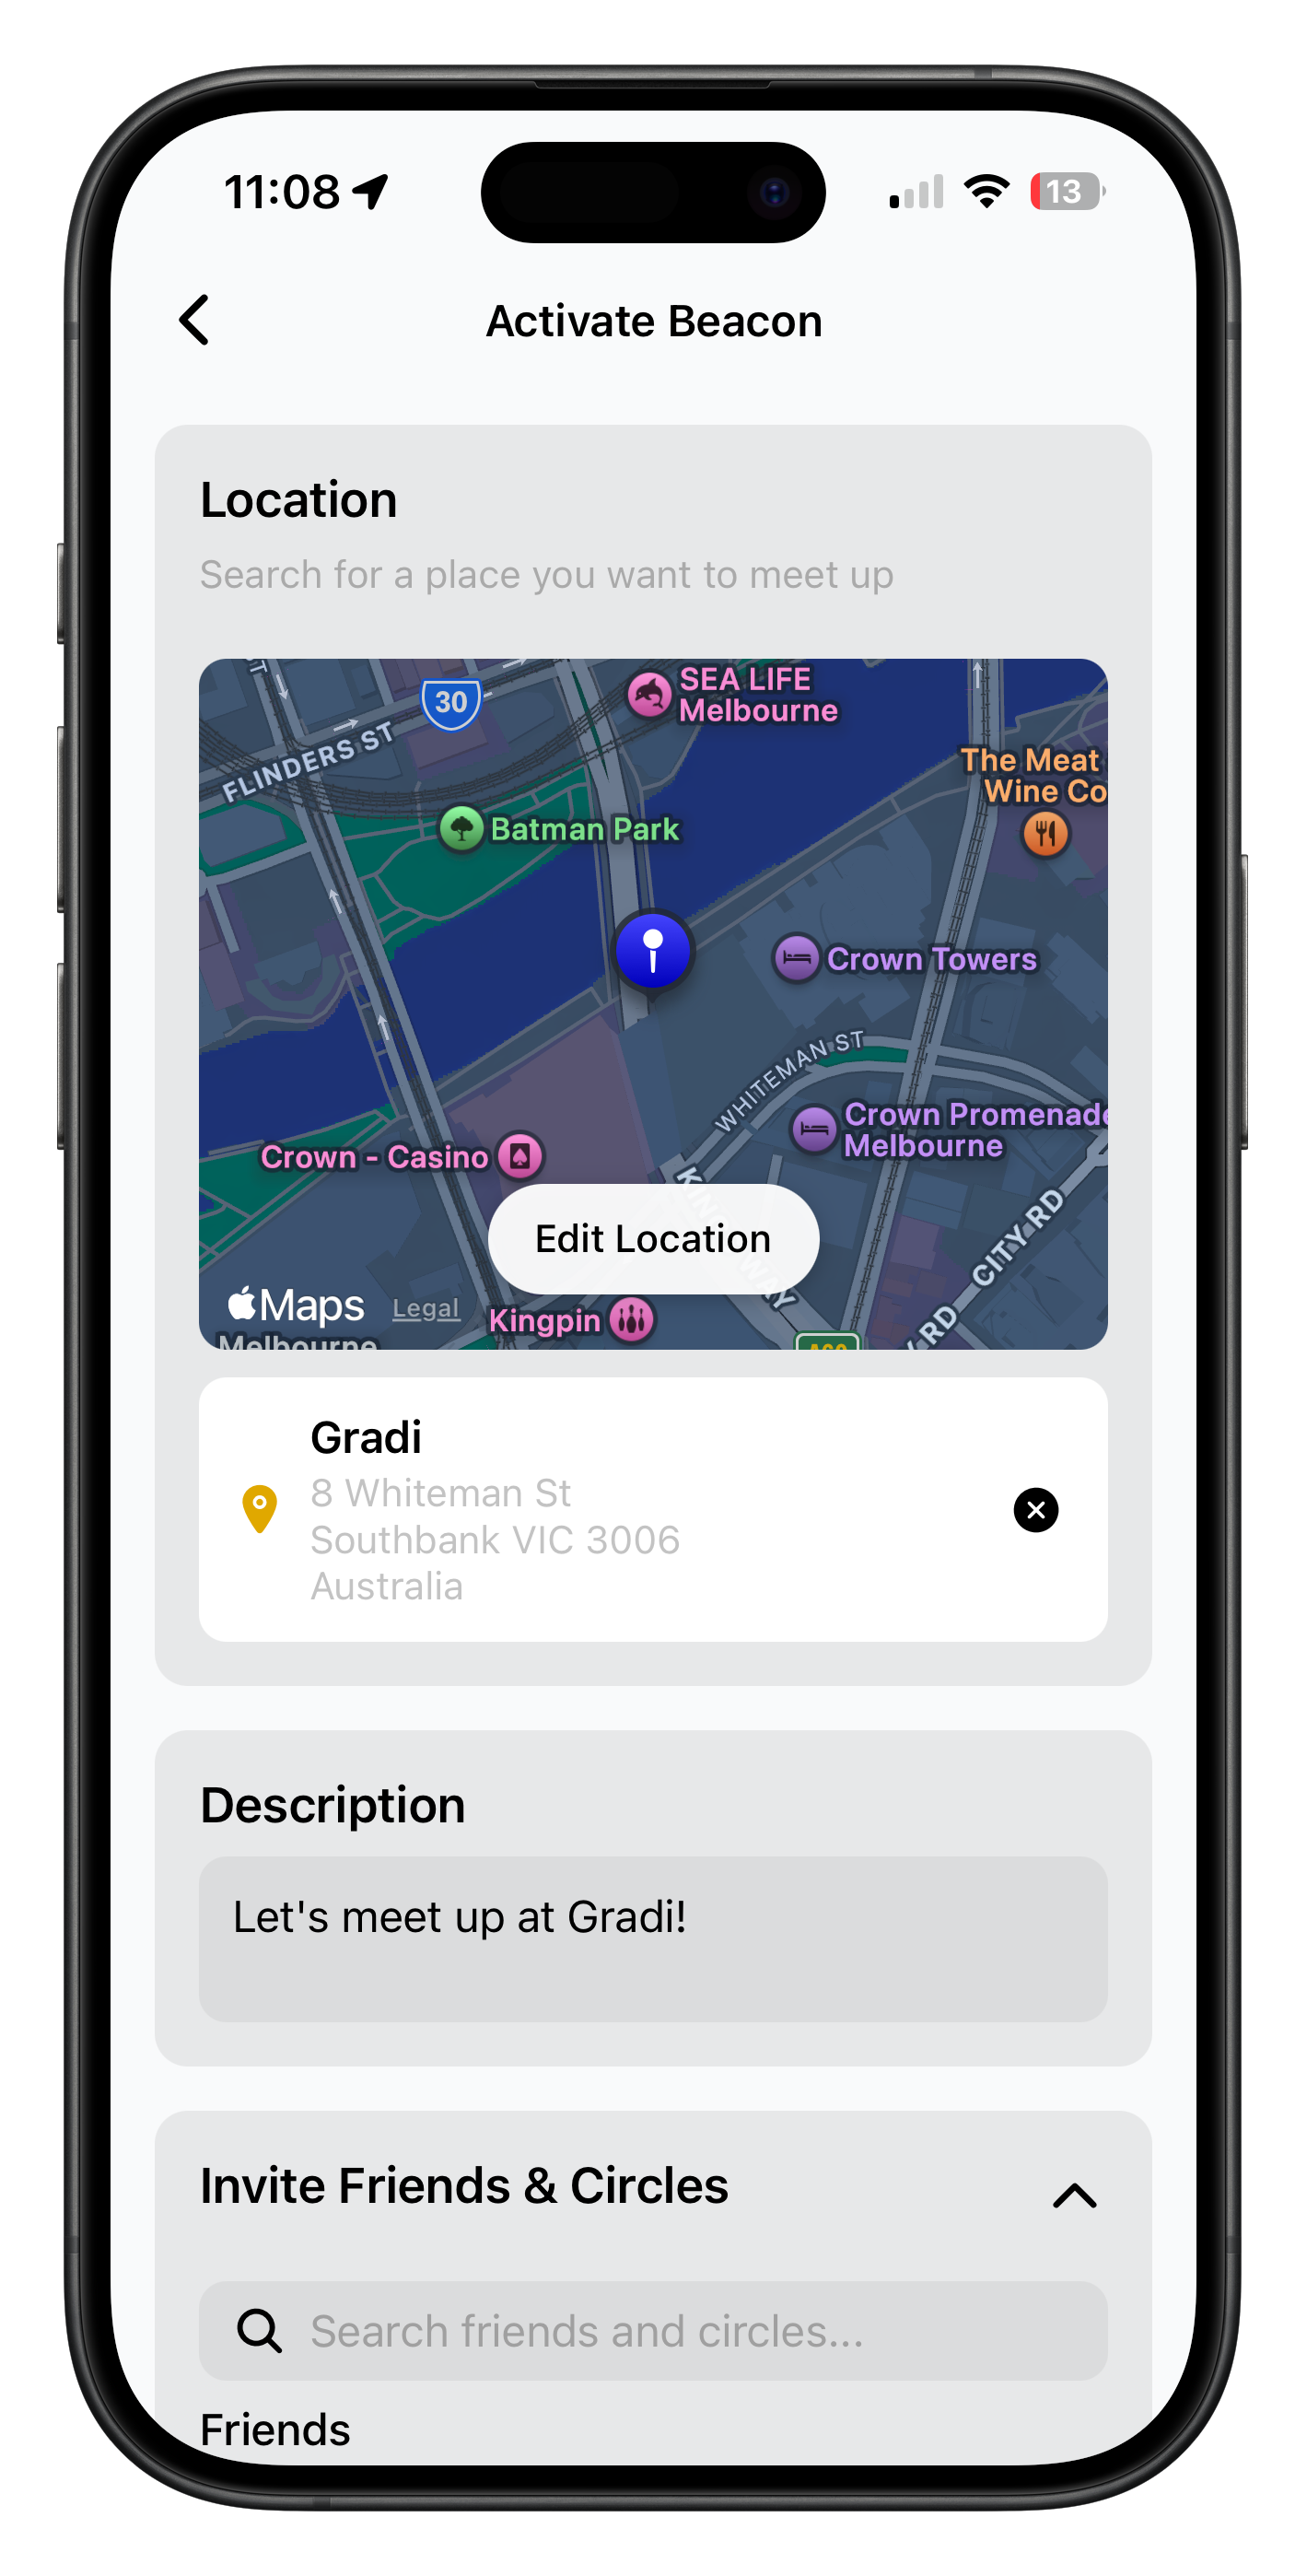 11:08
13
Activate Beacon
Location
Search for a place you want to meet up
30
SEA LIFE
Melbourne
FLINDERS ST
The Meat
Wine Co
Batman Park
Crown Towers
WHITEMAN ST
Crown Promenade
Melbourne
Crown - Casino
Edit Location
CITY RD
Maps
Legal
Kingpin
RD
Melbourne
Gradi
8 Whiteman St
Southbank VIC 3006
Australia
Description
Let's meet up at Gradi!
Invite Friends & Circles
Search friends and circles...
Friends